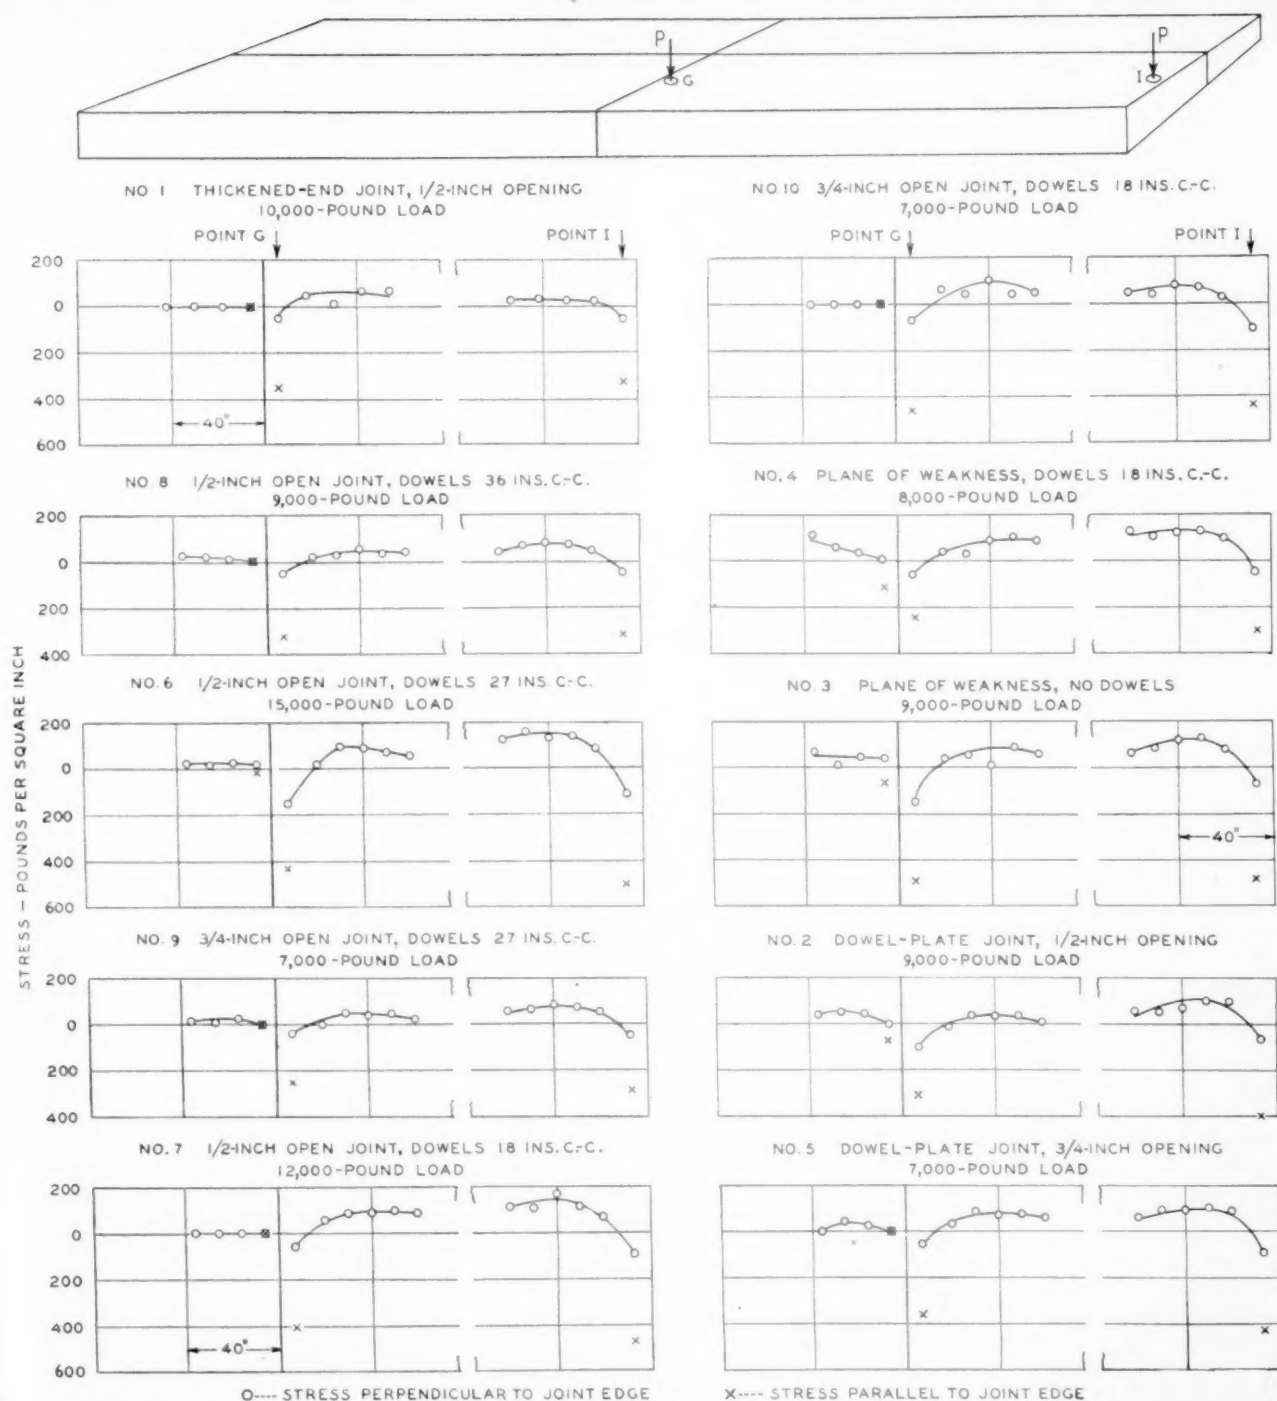 P
P
G
I
NO 1 THICKENED-END JOINT, 1/2-INCH OPENING
10,000-POUND LOAD
POINT G
POINT I
200
0
200
400
600
40"
NO 10 3/4-INCH OPEN JOINT, DOWELS 18 INS. C.-C.
7,000-POUND LOAD
POINT G
POINT I
NO. 8 1/2-INCH OPEN JOINT, DOWELS 36 INS. C.-C.
9,000-POUND LOAD
200
0
200
400
NO. 4 PLANE OF WEAKNESS, DOWELS 18 INS. C.-C.
8,000-POUND LOAD
NO. 6 1/2-INCH OPEN JOINT, DOWELS 27 INS. C.-C.
15,000-POUND LOAD
200
0
200
400
600
NO. 3 PLANE OF WEAKNESS, NO DOWELS
9,000-POUND LOAD
40"
STRESS – POUNDS PER SQUARE INCH
NO. 9 3/4-INCH OPEN JOINT, DOWELS 27 INS. C.-C.
7,000-POUND LOAD
200
0
200
400
NO. 2 DOWEL-PLATE JOINT, 1/2-INCH OPENING
9,000-POUND LOAD
NO. 7 1/2-INCH OPEN JOINT, DOWELS 18 INS. C.-C.
12,000-POUND LOAD
200
0
200
400
600
40"
NO. 5 DOWEL-PLATE JOINT, 3/4-INCH OPENING
7,000-POUND LOAD
O---- STRESS PERPENDICULAR TO JOINT EDGE
X---- STRESS PARALLEL TO JOINT EDGE